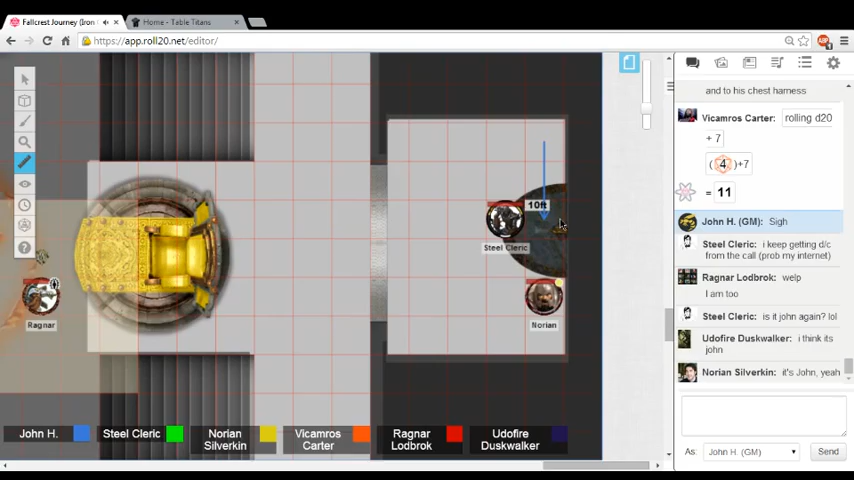 Fallcrest Journey (Iron
Home - Table Titans
https://app.roll20.net/editor/
and to his chest harness
Vicamros Carter: rolling d20
+ 7
(4)+7
= 11
John H. (GM): Sigh
Steel Cleric: i keep getting d/c
from the call (prob my internet)
Ragnar Lodbrok: welp
I am too
Steel Cleric: is it john again? lol
Udofire Duskwalker: i think its
john
Norian Silverkin: it's John, yeah
10ft
Steel Cleric
Norian
Ragnar
John H.
Steel Cleric
Norian
Silverkin
Vicamros
Carter
Ragnar
Lodbrok
Udofire
Duskwalker
As: John H. (GM)
Send